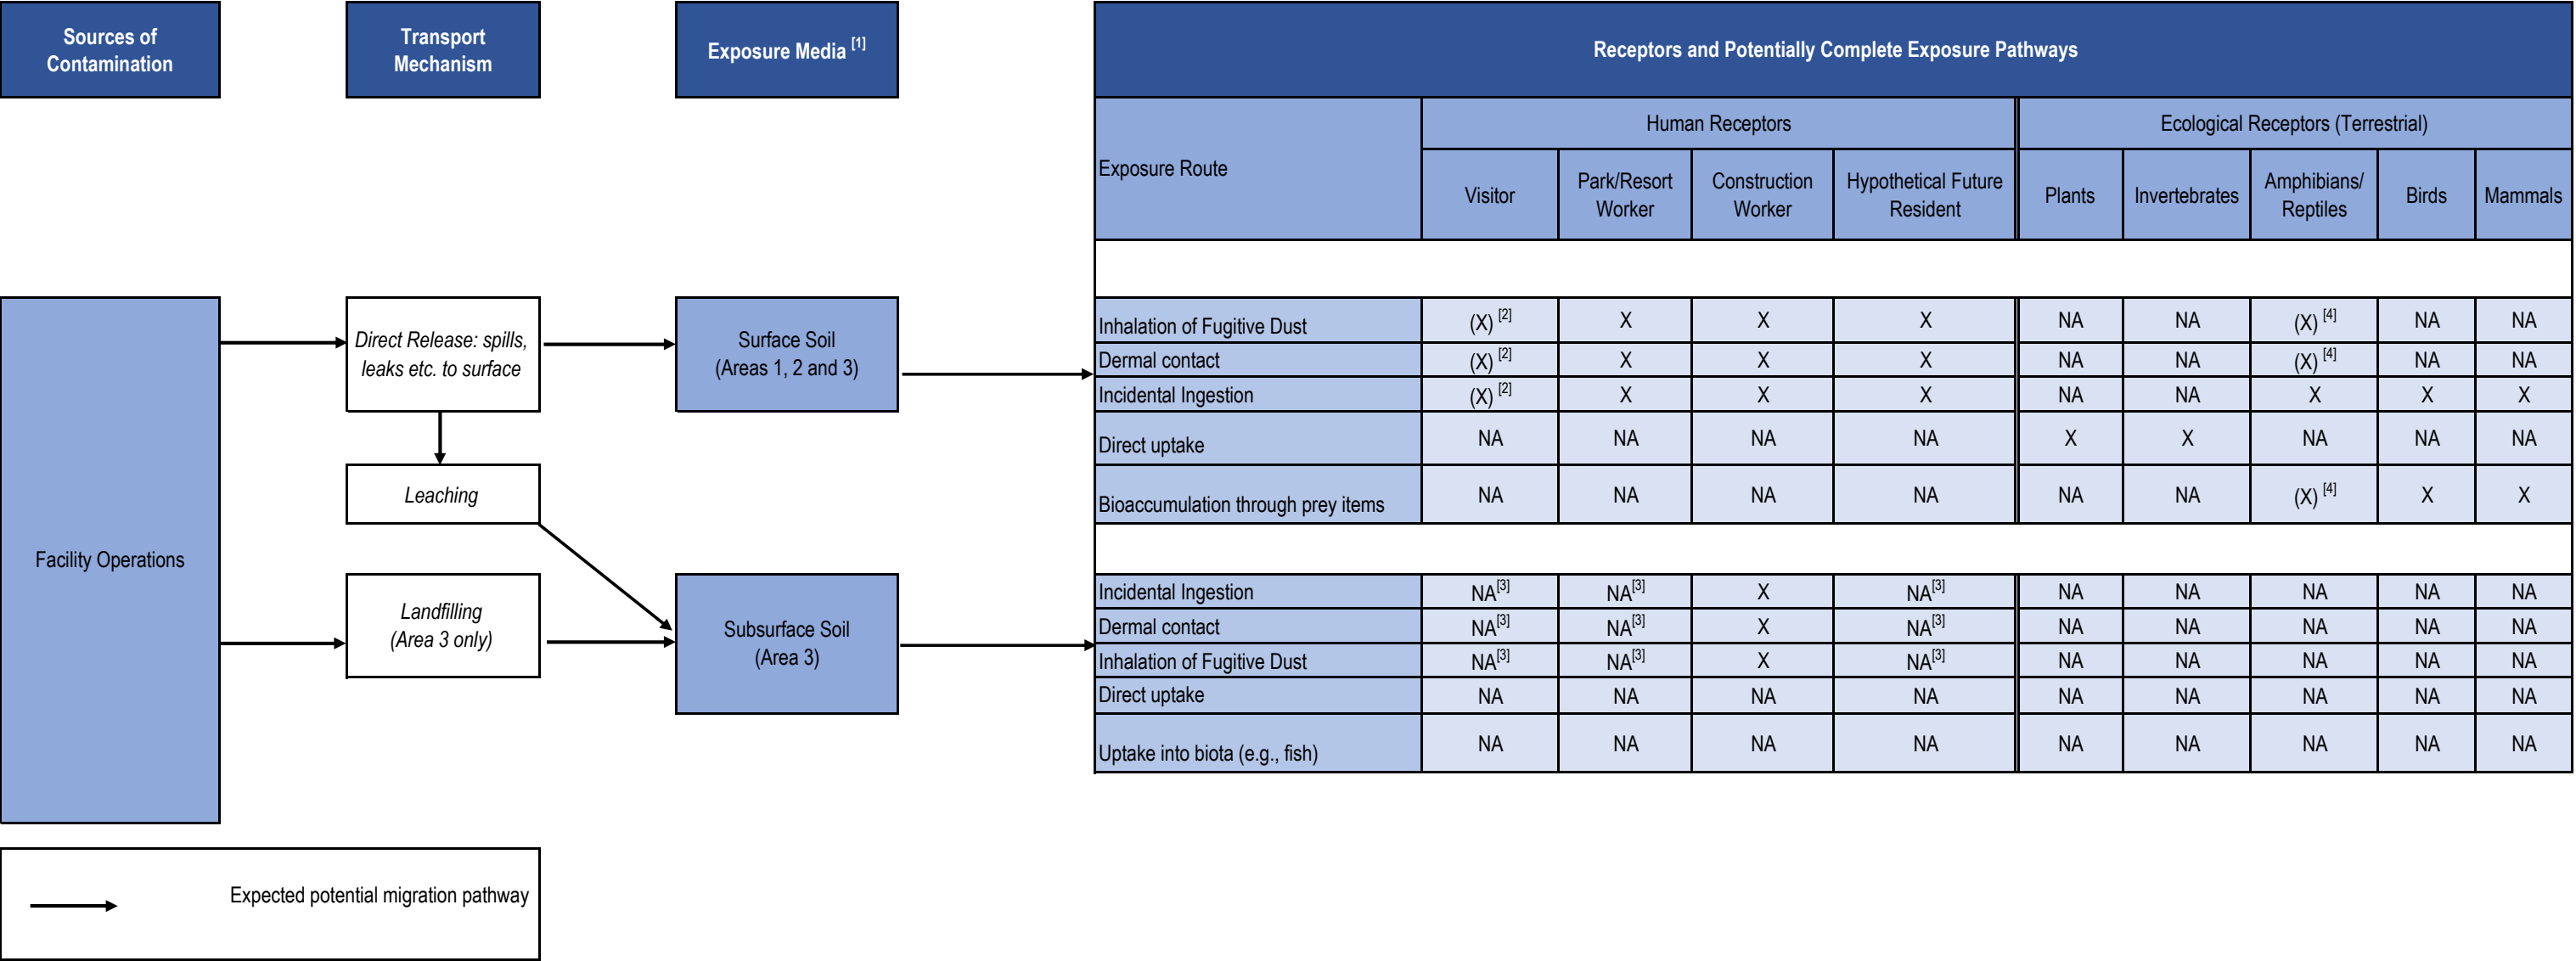 Sources of
Contamination
Transport
Mechanism
Exposure Media [1]
Receptors and Potentially Complete Exposure Pathways
Exposure Route
Human Receptors
Ecological Receptors (Terrestrial)
Visitor
Park/Resort
Worker
Construction
Worker
Hypothetical Future
Resident
Plants
Invertebrates
Amphibians/
Reptiles
Birds
Mammals
Facility Operations
Direct Release: spills,
leaks etc. to surface
Leaching
Landfilling
(Area 3 only)
Surface Soil
(Areas 1, 2 and 3)
Subsurface Soil
(Area 3)
Inhalation of Fugitive Dust (X) [2] X X X NA NA (X) [4] NA NA
Dermal contact (X) [2] X X X NA NA (X) [4] NA NA
Incidental Ingestion (X) [2] X X X NA NA X X X
Direct uptake NA NA NA NA X X NA NA NA
Bioaccumulation through prey items NA NA NA NA NA NA (X) [4] X X
Incidental Ingestion NA[3] NA[3] X NA[3] NA NA NA NA NA
Dermal contact NA[3] NA[3] X NA[3] NA NA NA NA NA
Inhalation of Fugitive Dust NA[3] NA[3] X NA[3] NA NA NA NA NA
Direct uptake NA NA NA NA NA NA NA NA NA
Uptake into biota (e.g., fish) NA NA NA NA NA NA NA NA NA
Expected potential migration pathway